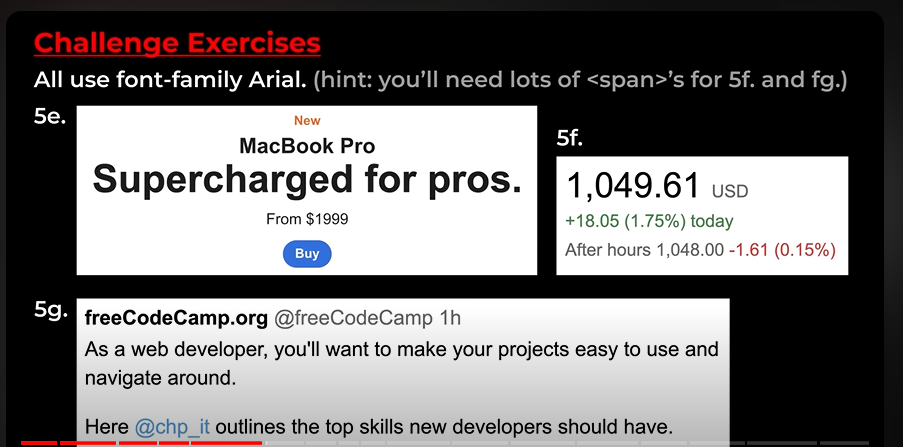 Challenge Exercises
All use font-family Arial. (hint: you'll need lots of <span>'s for 5f. and fg.)
5e.
New
MacBook Pro
Supercharged for pros.
From $1999
Buy
5f.
1,049.61 USD
+18.05 (1.75%) today
After hours 1,048.00 -1.61 (0.15%)
5g.
freeCodeCamp.org @freeCodeCamp 1h
As a web developer, you'll want to make your projects easy to use and
navigate around.
Here @chp_it outlines the top skills new developers should have.